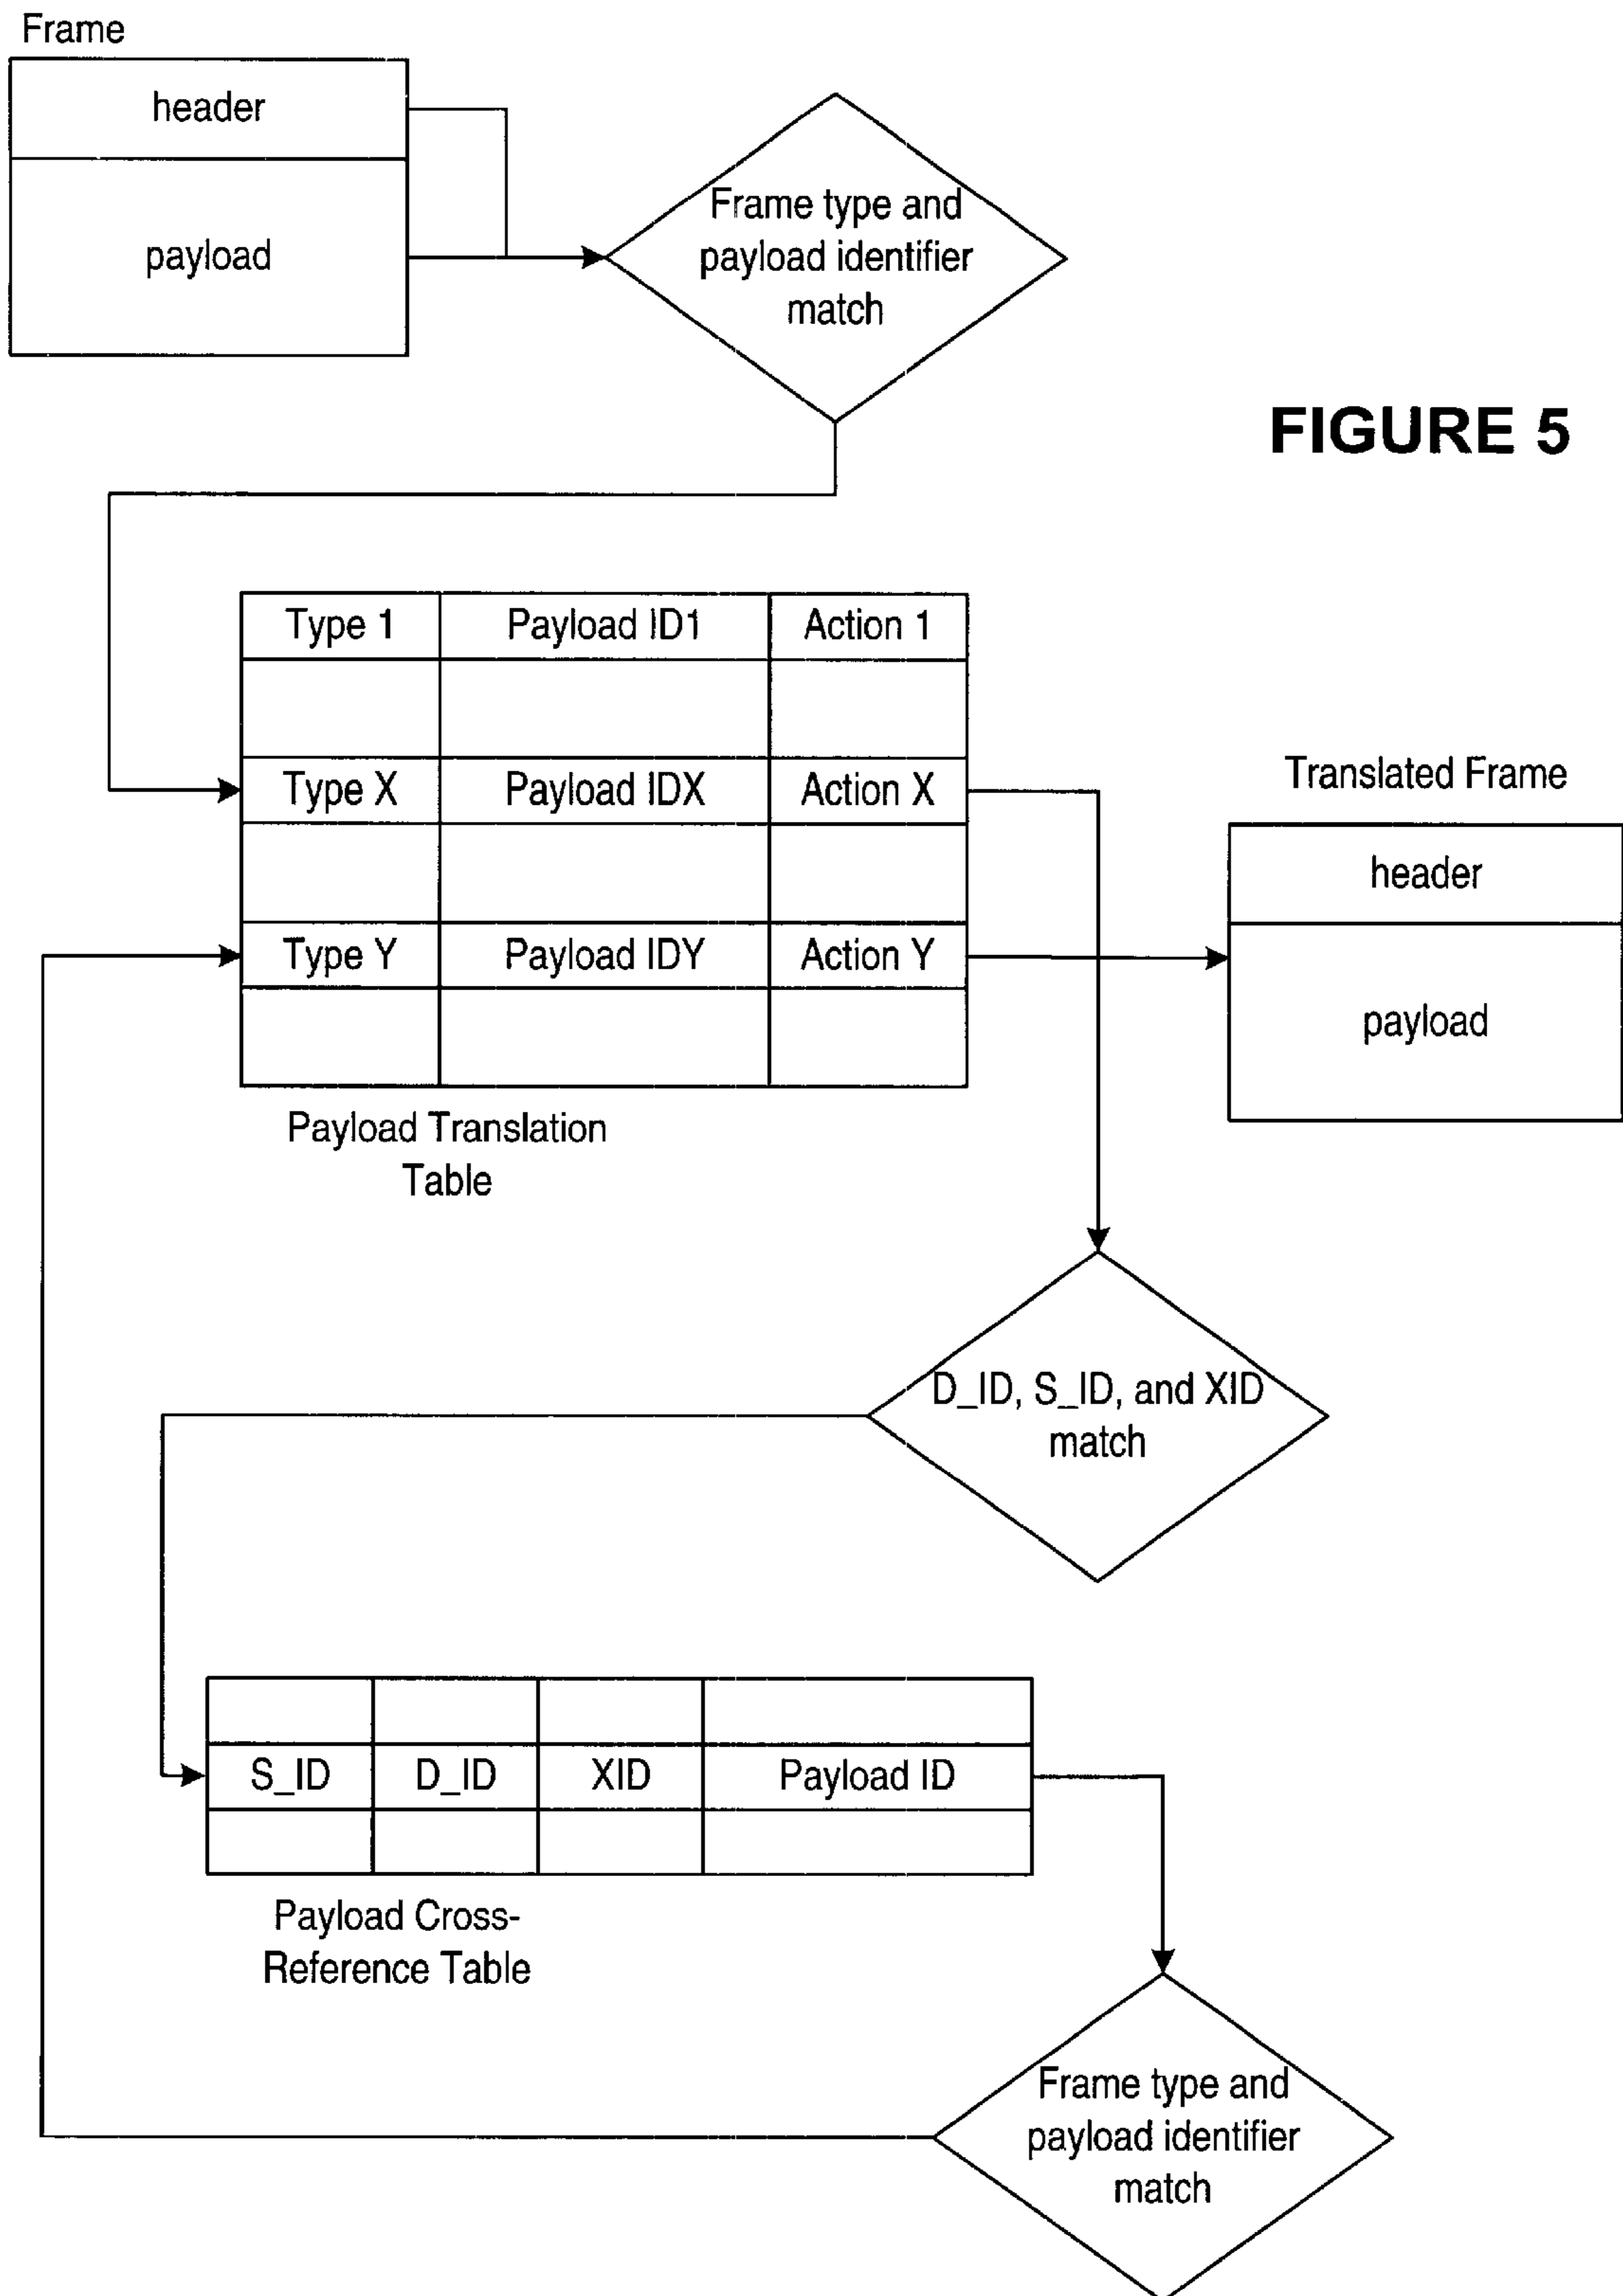 Frame
header
payload
Frame type and
payload identifier
match
FIGURE 5
Type 1 Payload ID1 Action 1
Type X Payload IDX Action X
Type Y Payload IDY Action Y
Payload Translation
Table
Translated Frame
header
payload
D_ID, S_ID, and XID
match
S_ID D_ID XID Payload ID
Payload Cross-
Reference Table
Frame type and
payload identifier
match